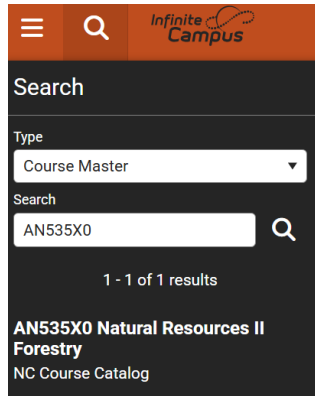 Infinite
Campus
Search
Type
Course Master
Search
AN535X0
1 - 1 of 1 results
AN535X0 Natural Resources II
Forestry
NC Course Catalog